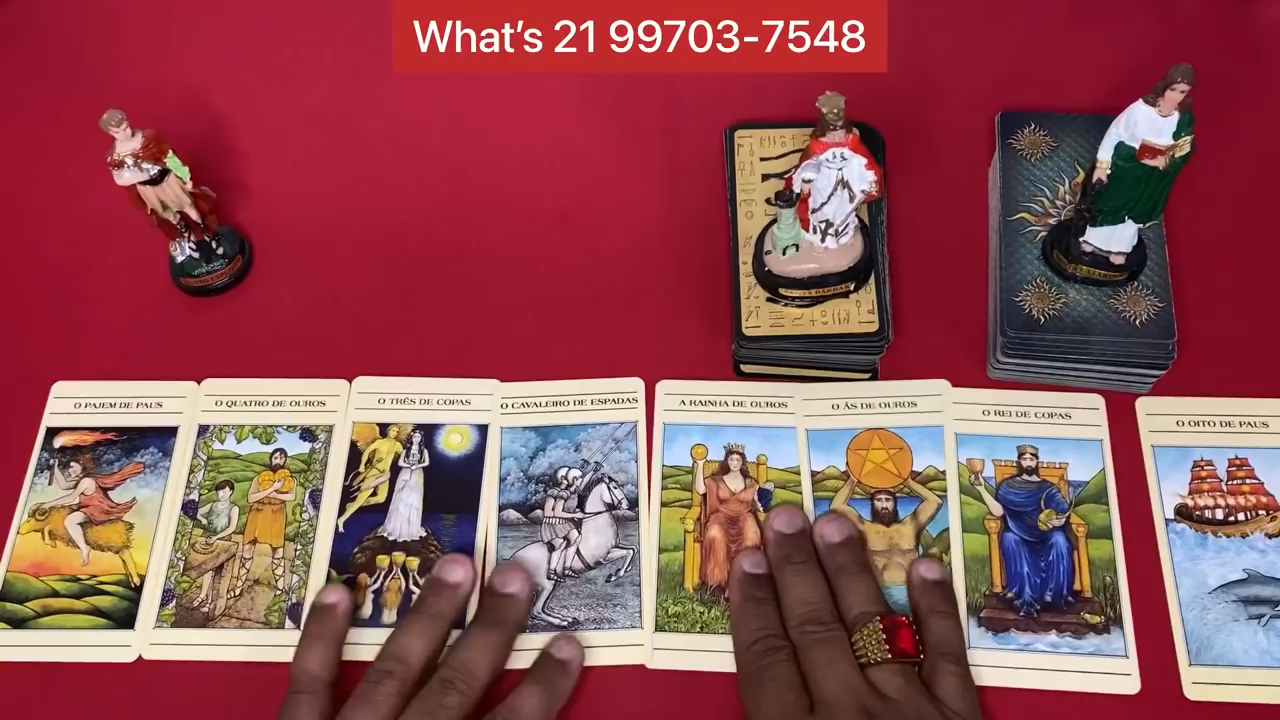 What’s 21 99703-7548
O PAJEM DE PAUS
O QUATRO DE OUROS
O TRÊS DE COPAS
O CAVALEIRO DE ESPADAS
A RAINHA DE OUROS
O ÁS DE OUROS
O REI DE COPAS
O OITO DE PAUS